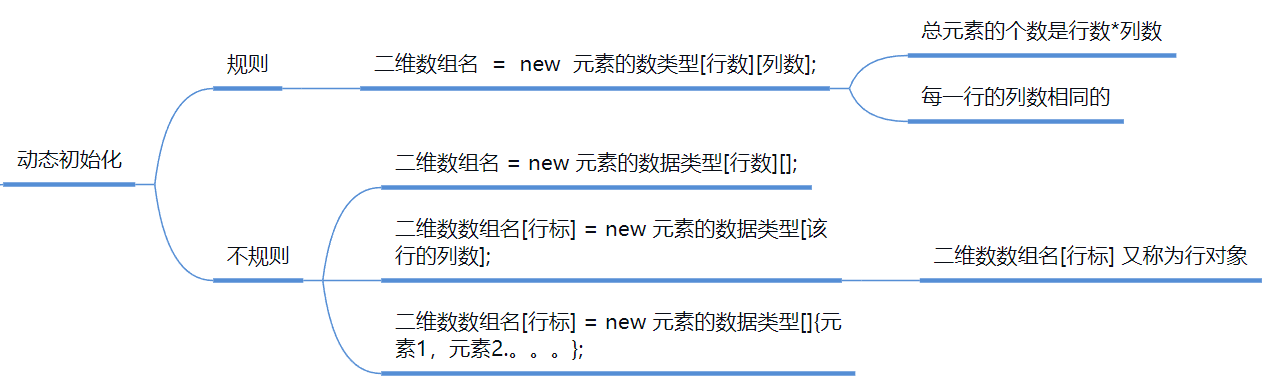 动态初始化
规则
二维数组名 = new 元素的数类型[行数][列数];
总元素的个数是行数*列数
每一行的列数相同的
不规则
二维数组名 = new 元素的数据类型[行数][];
二维数数组名[行标] = new 元素的数据类型[该
行的列数];
二维数数组名[行标] 又称为行对象
二维数数组名[行标] = new 元素的数据类型[]{元
素1，元素2.。。。};